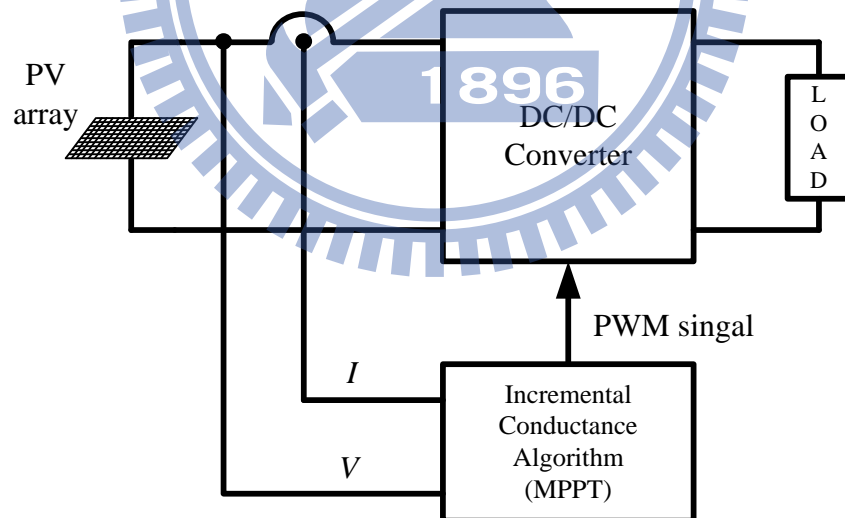 1896
PV
array
DC/DC
Converter
L
O
A
D
PWM singal
I
V
Incremental
Conductance
Algorithm
(MPPT)